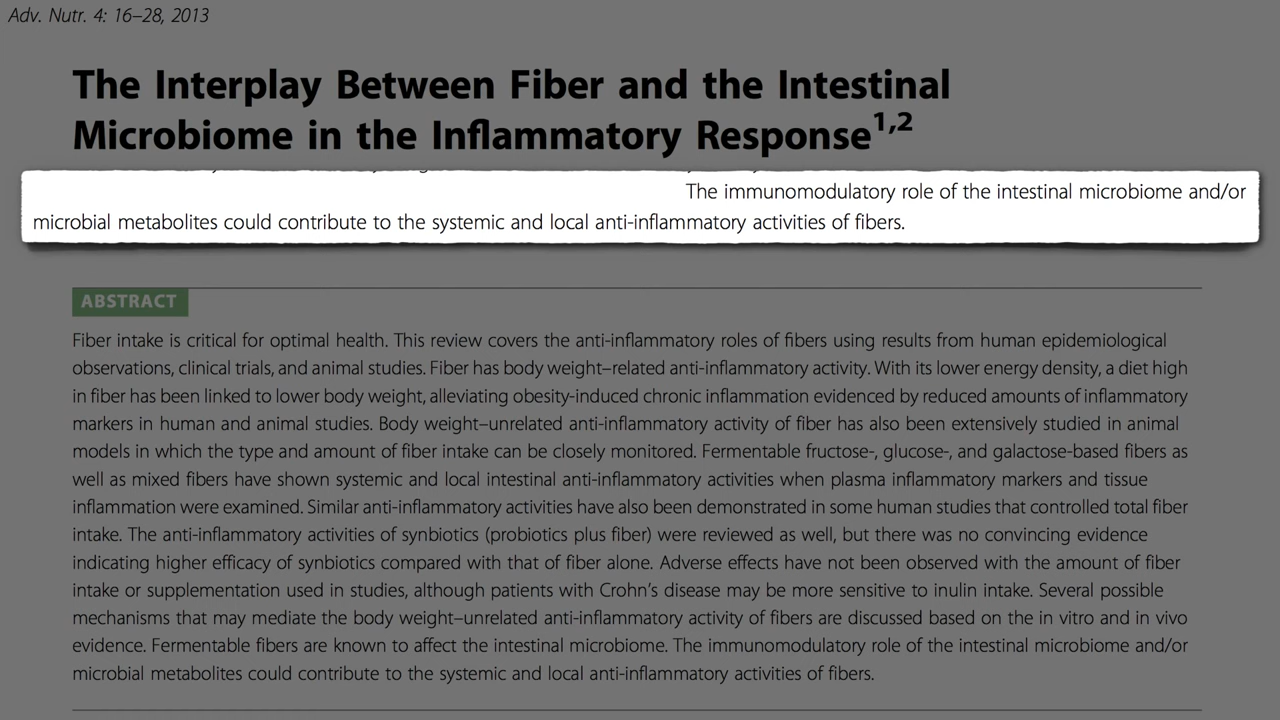 Adv. Nutr. 4: 16–28, 2013
The Interplay Between Fiber and the Intestinal
Microbiome in the Inflammatory Response1,2
The immunomodulatory role of the intestinal microbiome and/or
microbial metabolites could contribute to the systemic and local anti-inflammatory activities of fibers.
ABSTRACT
Fiber intake is critical for optimal health. This review covers the anti-inflammatory roles of fibers using results from human epidemiological
observations, clinical trials, and animal studies. Fiber has body weight–related anti-inflammatory activity. With its lower energy density, a diet high
in fiber has been linked to lower body weight, alleviating obesity-induced chronic inflammation evidenced by reduced amounts of inflammatory
markers in human and animal studies. Body weight–unrelated anti-inflammatory activity of fiber has also been extensively studied in animal
models in which the type and amount of fiber intake can be closely monitored. Fermentable fructose-, glucose-, and galactose-based fibers as
well as mixed fibers have shown systemic and local intestinal anti-inflammatory activities when plasma inflammatory markers and tissue
inflammation were examined. Similar anti-inflammatory activities have also been demonstrated in some human studies that controlled total fiber
intake. The anti-inflammatory activities of synbiotics (probiotics plus fiber) were reviewed as well, but there was no convincing evidence
indicating higher efficacy of synbiotics compared with that of fiber alone. Adverse effects have not been observed with the amount of fiber
intake or supplementation used in studies, although patients with Crohn's disease may be more sensitive to inulin intake. Several possible
mechanisms that may mediate the body weight–unrelated anti-inflammatory activity of fibers are discussed based on the in vitro and in vivo
evidence. Fermentable fibers are known to affect the intestinal microbiome. The immunomodulatory role of the intestinal microbiome and/or
microbial metabolites could contribute to the systemic and local anti-inflammatory activities of fibers.